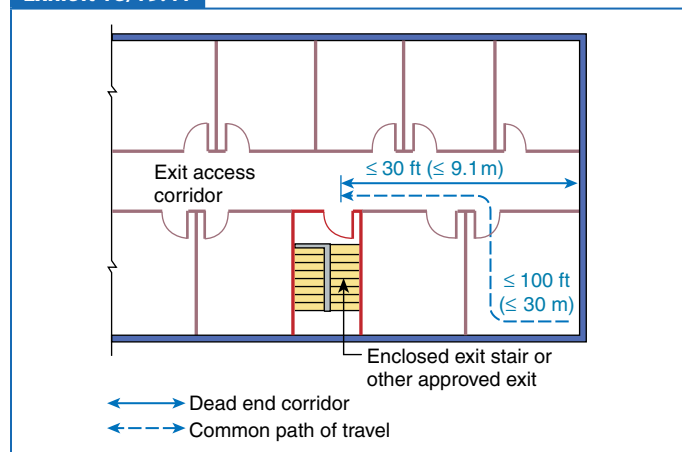 ≤ 30 ft (≤ 9.1 m)
Exit access
corridor
≤ 100 ft
(≤ 30 m)
Enclosed exit stair or
other approved exit
Dead end corridor
Common path of travel